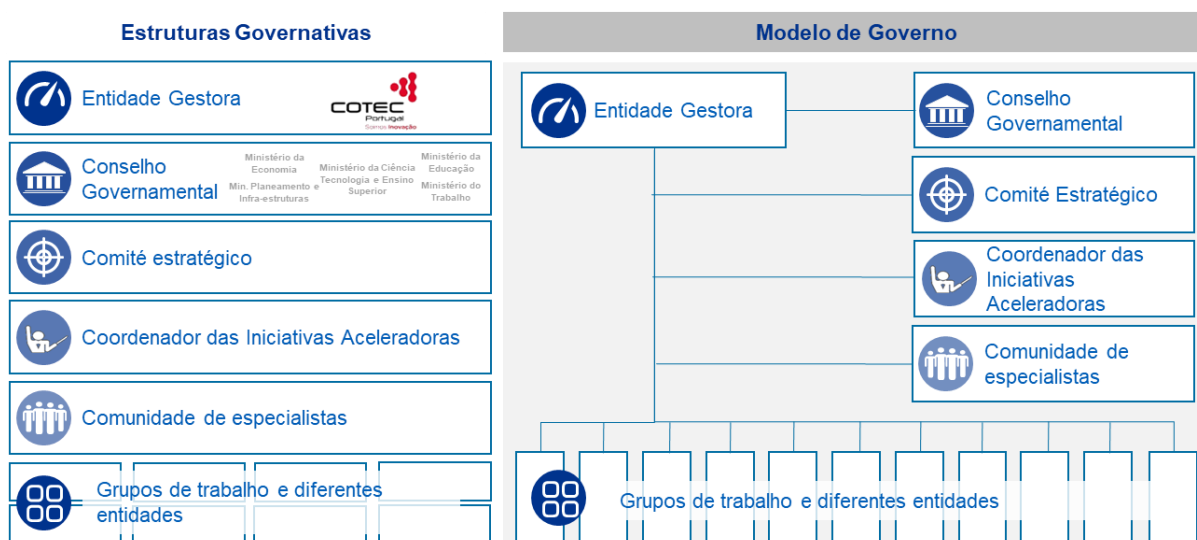 Estruturas Governativas
Entidade Gestora
COTEC
Portugal
Somos Inovação
Conselho
Governamental
Ministério da
Economia
Min. Planeamento e
Infra-estruturas
Ministério da Ciência
Tecnologia e Ensino
Superior
Ministério da
Educação
Ministério do
Trabalho
Comité estratégico
Coordenador das Iniciativas Aceleradoras
Comunidade de especialistas
Grupos de trabalho e diferentes
entidades
Modelo de Governo
Entidade Gestora
Conselho
Governamental
Comité Estratégico
Coordenador das
Iniciativas
Aceleradoras
Comunidade de
especialistas
Grupos de trabalho e diferentes entidades